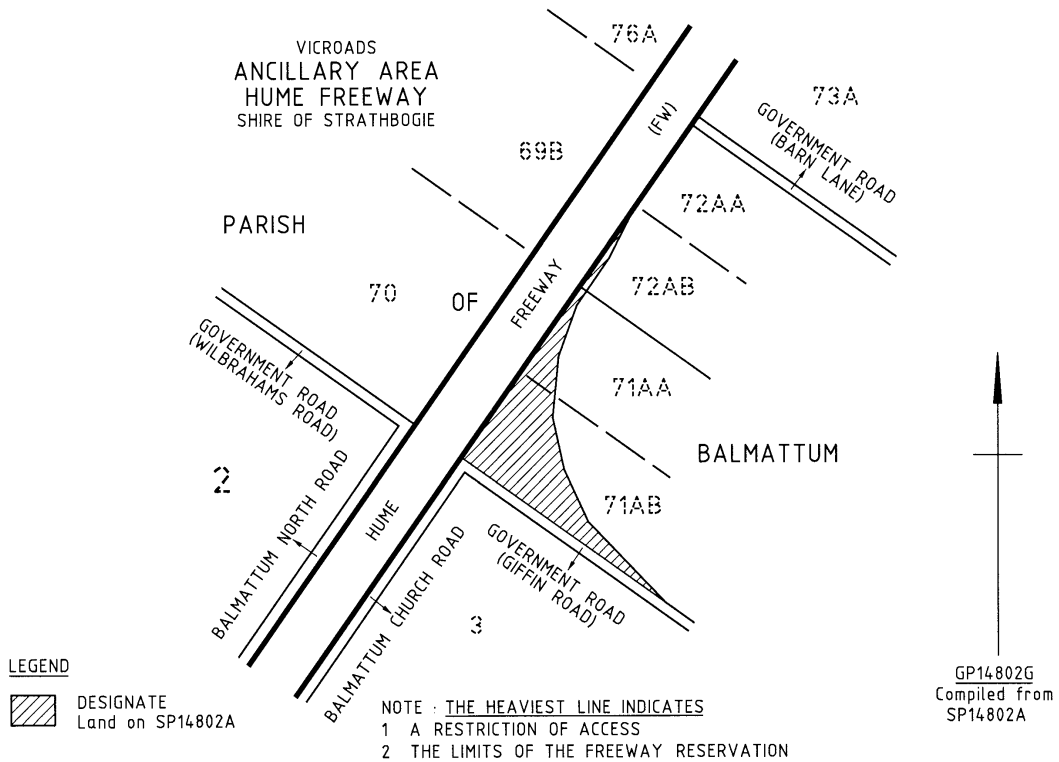 VICROADS
ANCILLARY AREA
HUME FREEWAY
SHIRE OF STRATHBOGIE
76A
(FW)
73A
GOVERNMENT ROAD
(BARN LANE)
69B
72AA
PARISH
OF
70
FREEWAY
72AB
GOVERNMENT ROAD
(WILBRAHAMS ROAD)
71AA
BALMATTUM
2
BALMATTUM NORTH ROAD
HUME
71AB
BALMATTUM CHURCH ROAD
GOVERNMENT ROAD
(GIFFIN ROAD)
3
LEGEND
DESIGNATE
Land on SP14802A
NOTE : THE HEAVIEST LINE INDICATES
1 A RESTRICTION OF ACCESS
2 THE LIMITS OF THE FREEWAY RESERVATION
GP14802G
Compiled from
SP14802A